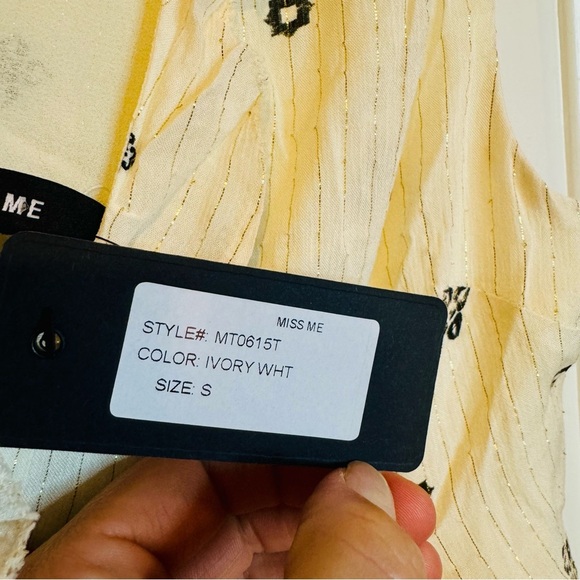 ME
MISS ME
STYLE#: MT0615T
COLOR: IVORY WHT
SIZE: S